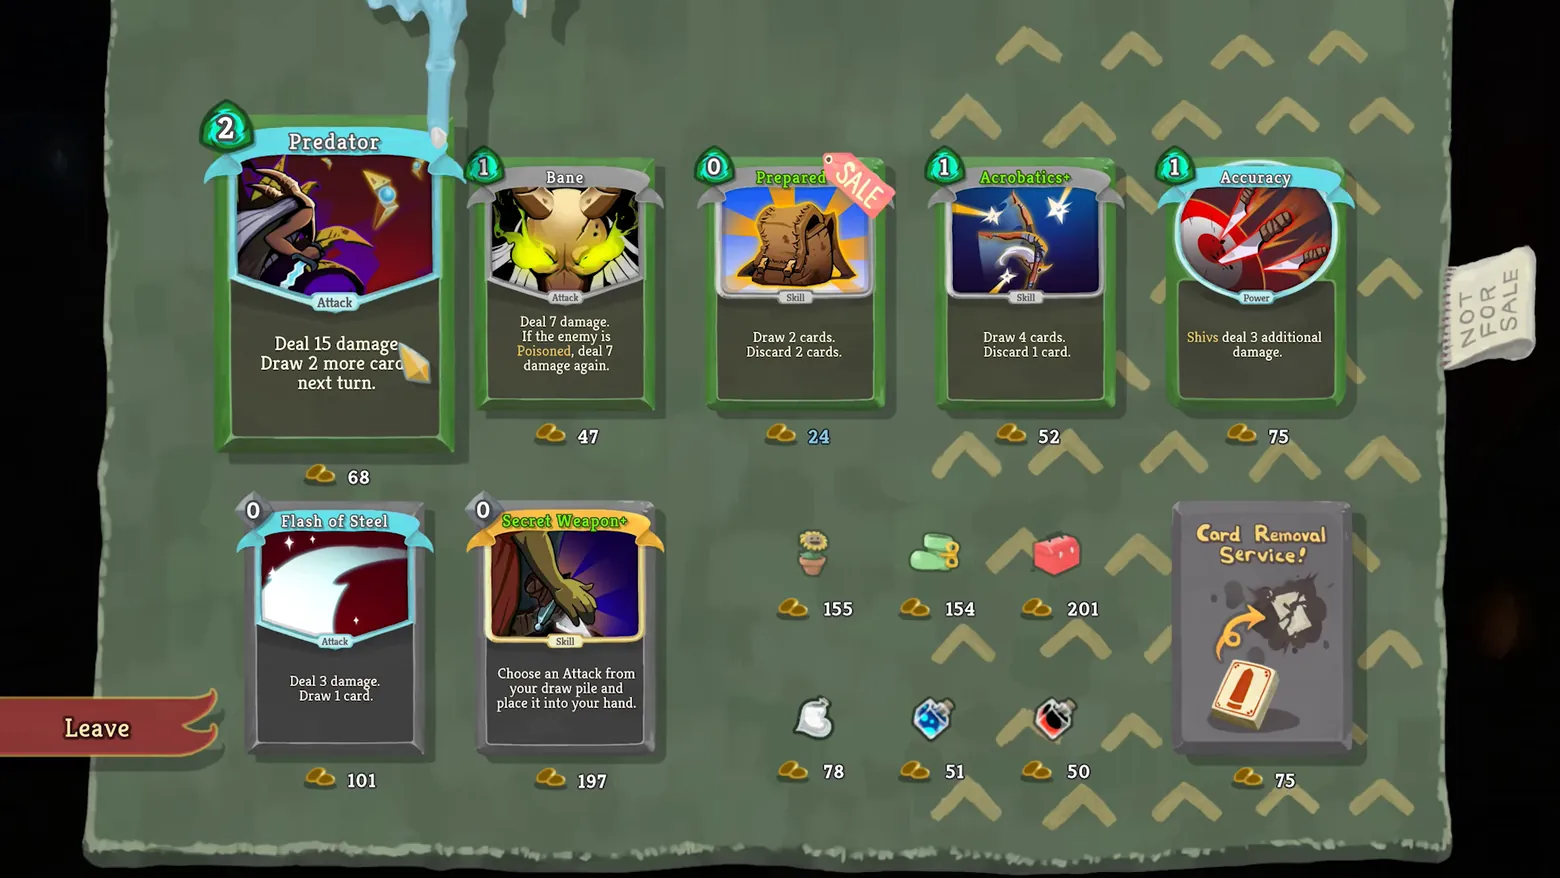 2
Predator
Attack
Deal 15 damage
Draw 2 more card
next turn.
68
1
Bane
Attack
Deal 7 damage.
If the enemy is
Poisoned, deal 7
damage again.
47
0
Prepared
SALE
Skill
Draw 2 cards.
Discard 2 cards.
24
1
Acrobatics+
Skill
Draw 4 cards.
Discard 1 card.
52
1
Accuracy
Power
Shivs deal 3 additional
damage.
75
NOT
FOR
SALE
0
Flash of Steel
Attack
Deal 3 damage.
Draw 1 card.
101
0
Secret Weapon+
Skill
Choose an Attack from
your draw pile and
place it into your hand.
197
155
154
201
78
51
50
Card Removal
Service!
75
Leave